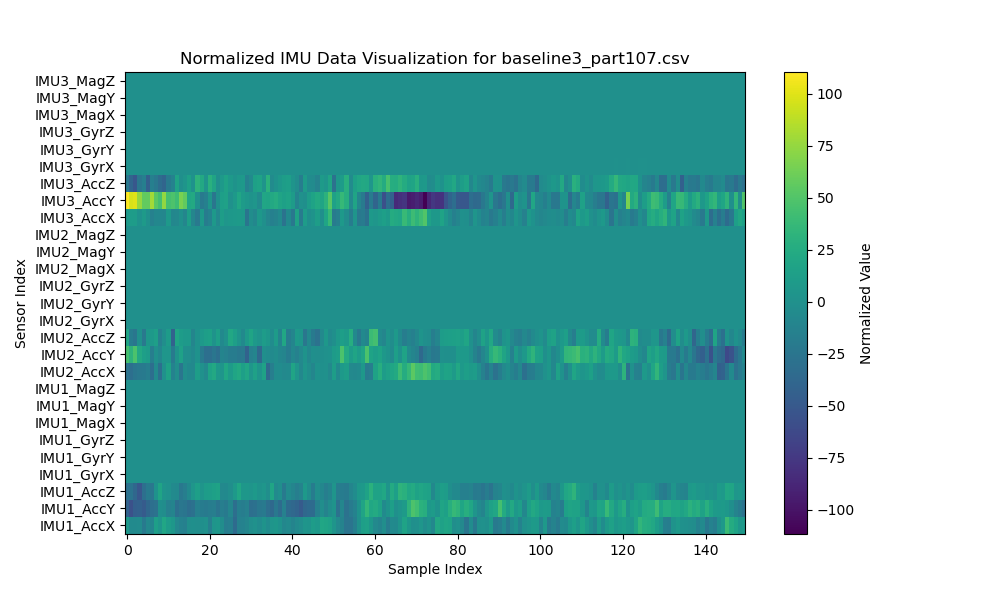 Normalized IMU Data Visualization for baseline3_part107.csv
IMU3_MagZ
IMU3_MagY
IMU3_MagX
IMU3_GyrZ
IMU3_GyrY
IMU3_GyrX
IMU3_AccZ
IMU3_AccY
IMU3_AccX
IMU2_MagZ
IMU2_MagY
IMU2_MagX
IMU2_GyrZ
IMU2_GyrY
IMU2_GyrX
IMU2_AccZ
IMU2_AccY
IMU2_AccX
IMU1_MagZ
IMU1_MagY
IMU1_MagX
IMU1_GyrZ
IMU1_GyrY
IMU1_GyrX
IMU1_AccZ
IMU1_AccY
IMU1_AccX
Sensor Index
0 20 40 60 80 100 120 140
Sample Index
100
75
50
25
0
−25
−50
−75
−100
Normalized Value